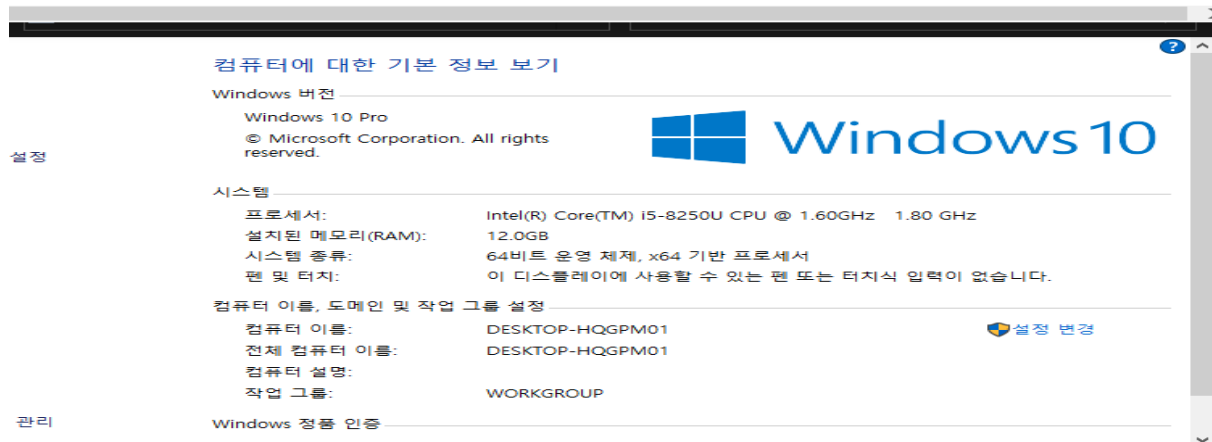 컴퓨터에 대한 기본 정보 보기
Windows 버전
Windows 10 Pro
© Microsoft Corporation. All rights
reserved.
Windows 10
설정
시스템
프로세서: Intel(R) Core(TM) i5-8250U CPU @ 1.60GHz 1.80 GHz
설치된 메모리(RAM): 12.0GB
시스템 종류: 64비트 운영 체제, x64 기반 프로세서
펜 및 터치: 이 디스플레이에 사용할 수 있는 펜 또는 터치식 입력이 없습니다.
컴퓨터 이름, 도메인 및 작업 그룹 설정
컴퓨터 이름: DESKTOP-HQGPM01 설정 변경
전체 컴퓨터 이름: DESKTOP-HQGPM01
컴퓨터 설명:
작업 그룹: WORKGROUP
관리
Windows 정품 인증